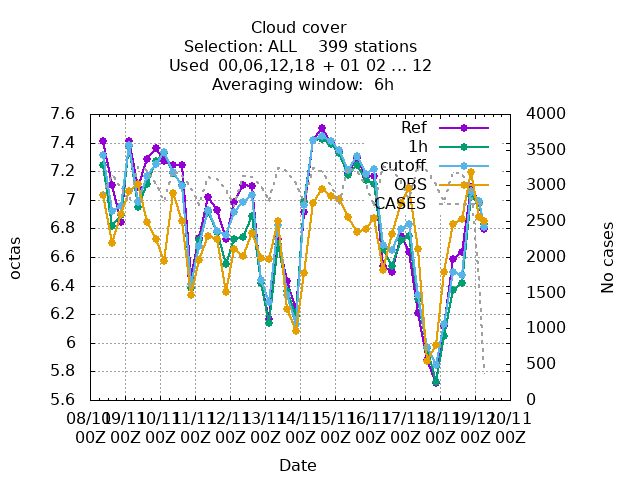 Cloud cover
Selection: ALL 399 stations
Used 00,06,12,18 + 01 02 ... 12
Averaging window: 6h
7.6
7.4
7.2
7
6.8
6.6
6.4
6.2
6
5.8
5.6
octas
Ref
1h
cutoff
OBS
CASES
4000
3500
3000
2500
2000
1500
1000
500
0
No cases
08/10 09/11 10/11 11/11 12/11 13/11 14/11 15/11 16/11 17/11 18/11 19/12 20/11
00Z 00Z 00Z 00Z 00Z 00Z 00Z 00Z 00Z 00Z 00Z 00Z 00Z
Date